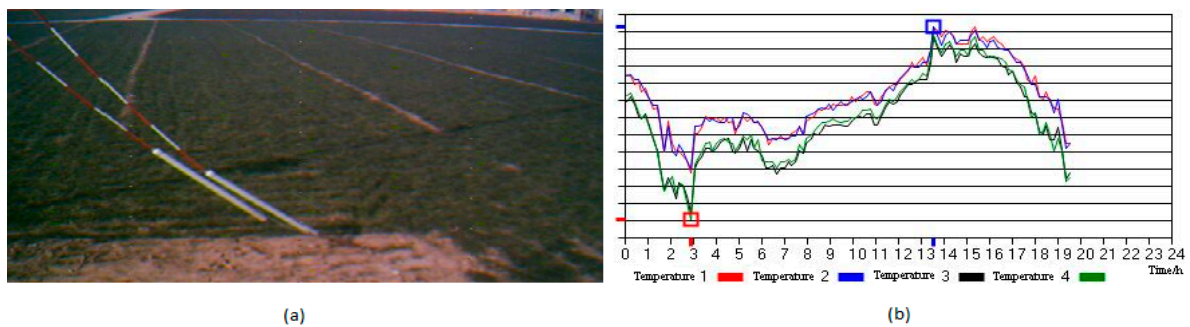 0 1 2 3 4 5 6 7 8 9 10 11 12 13 14 15 16 17 18 19 20 21 22 23 24
Time/h
Temperature 1 Temperature 2 Temperature 3 Temperature 4
(a) (b)